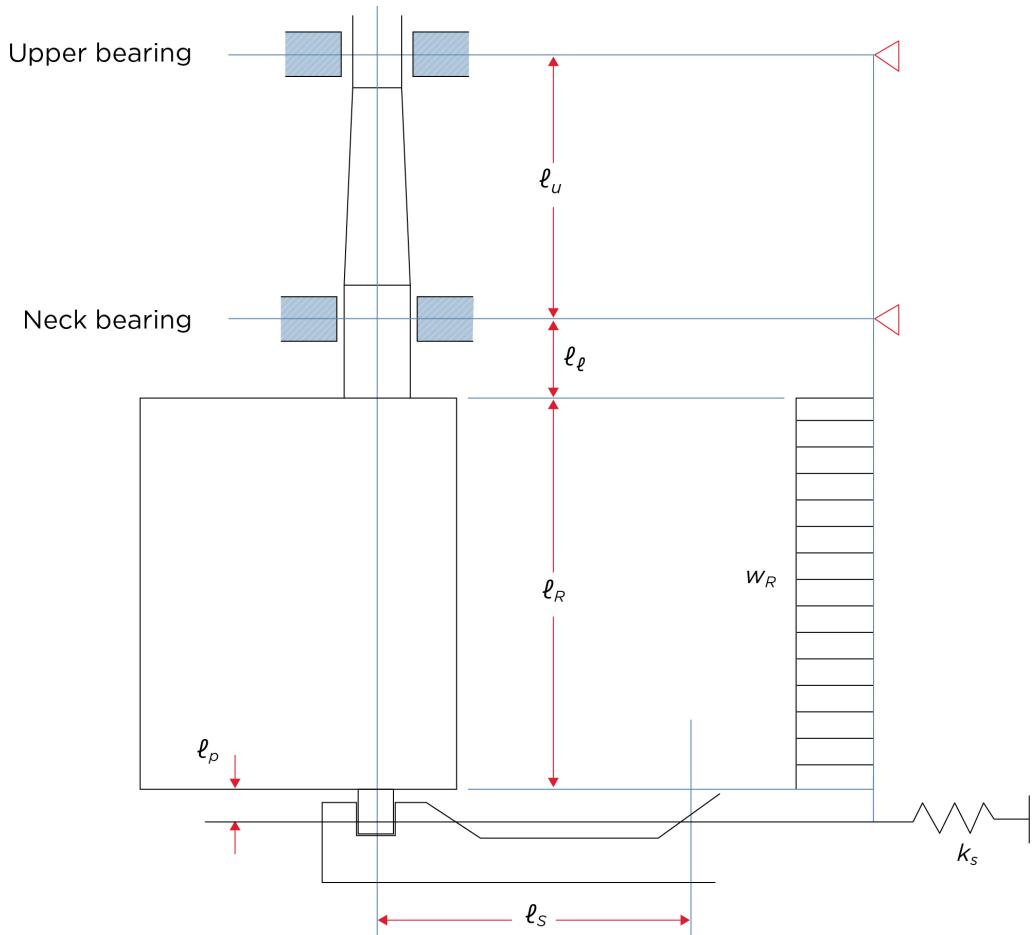 Upper bearing
ℓu
Neck bearing
ℓℓ
wR
ℓR
ℓp
ks
ℓS